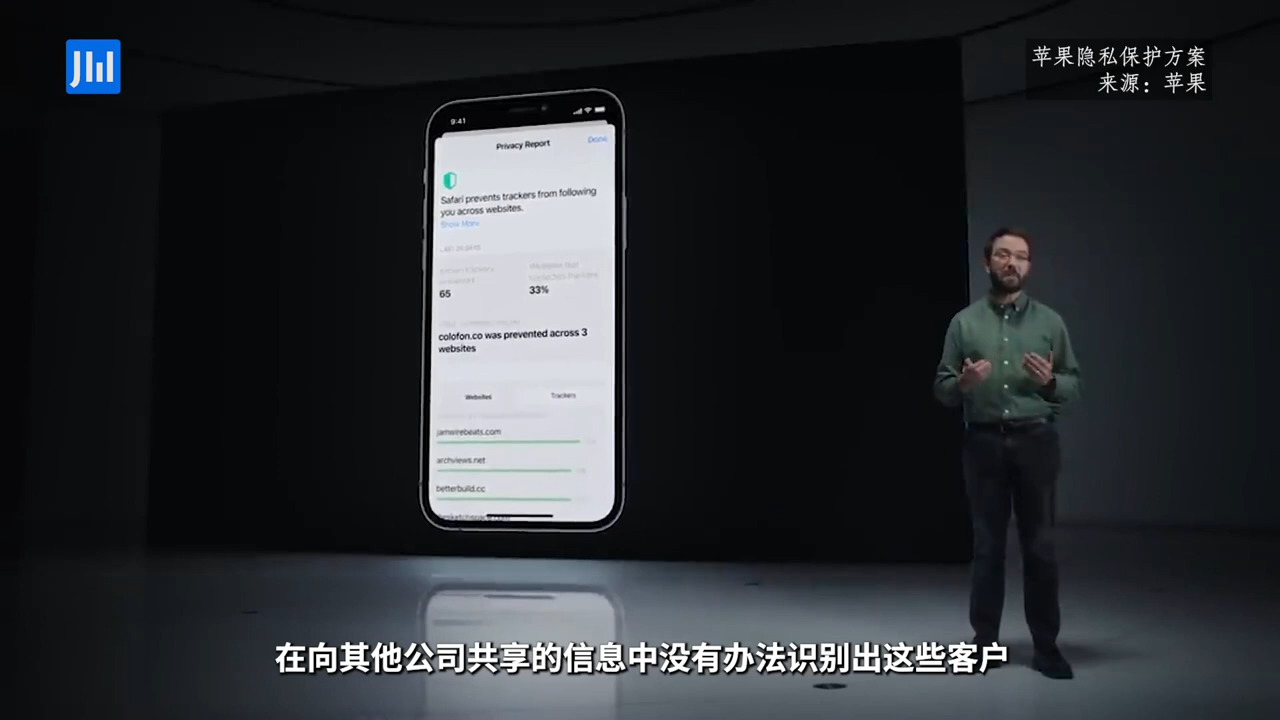 苹果隐私保护方案
来源：苹果
9:41
Privacy Report
Done
Safari prevents trackers from following
you across websites.
Show More
65
33%
colofon.co was prevented across 3
websites
Websites
Trackers
jamwirebeats.com
archviews.net
betterbuild.cc
在向其他公司共享的信息中没有办法识别出这些客户